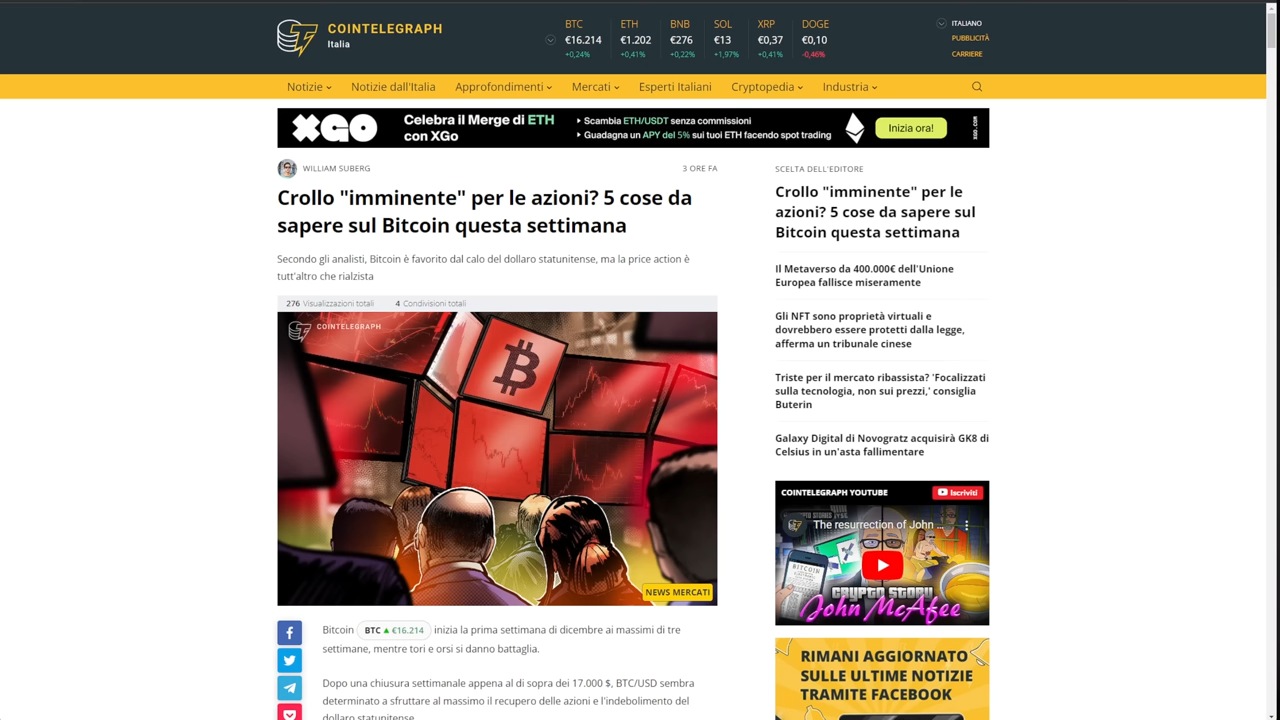 COINTELEGRAPH
Italia
BTC ETH BNB SOL XRP DOGE
€16.214 €1.202 €276 €13 €0,37 €0,10
+0,24% +0,41% +0,22% +1,97% +0,41% -0,46%
ITALIANO
PUBBLICITÀ
CARRIERE
Notizie Notizie dall'Italia Approfondimenti Mercati Esperti Italiani Cryptopedia Industria
XGO
Celebra il Merge di ETH
con XGo
Scambia ETH/USDT senza commissioni
Guadagna un APY del 5% sui tuoi ETH facendo spot trading
Inizia ora!
XGO.COM
WILLIAM SUBERG
3 ORE FA
Crollo "imminente" per le azioni? 5 cose da
sapere sul Bitcoin questa settimana
Secondo gli analisti, Bitcoin è favorito dal calo del dollaro statunitense, ma la price action è
tutt'altro che rialzista
276 Visualizzazioni totali 4 Condivisioni totali
COINTELEGRAPH
NEWS MERCATI
Bitcoin BTC €16.214 inizia la prima settimana di dicembre ai massimi di tre
settimane, mentre tori e orsi si danno battaglia.
Dopo una chiusura settimanale appena al di sopra dei 17.000 $, BTC/USD sembra
determinato a sfruttare al massimo il recupero delle azioni e l'indebolimento del
dollaro statunitense.
SCELTA DELL'EDITORE
Crollo "imminente" per le
azioni? 5 cose da sapere sul
Bitcoin questa settimana
Il Metaverso da 400.000€ dell'Unione
Europea fallisce miseramente
Gli NFT sono proprietà virtuali e
dovrebbero essere protetti dalla legge,
afferma un tribunale cinese
Triste per il mercato ribassista? 'Focalizzati
sulla tecnologia, non sui prezzi,' consiglia
Buterin
Galaxy Digital di Novogratz acquisirà GK8 di
Celsius in un'asta fallimentare
COINTELEGRAPH YOUTUBE
Iscriviti
The resurrection of John ...
BITCOIN
CRYPTO STORY
John McAfee
RIMANI AGGIORNATO
SULLE ULTIME NOTIZIE
TRAMITE FACEBOOK